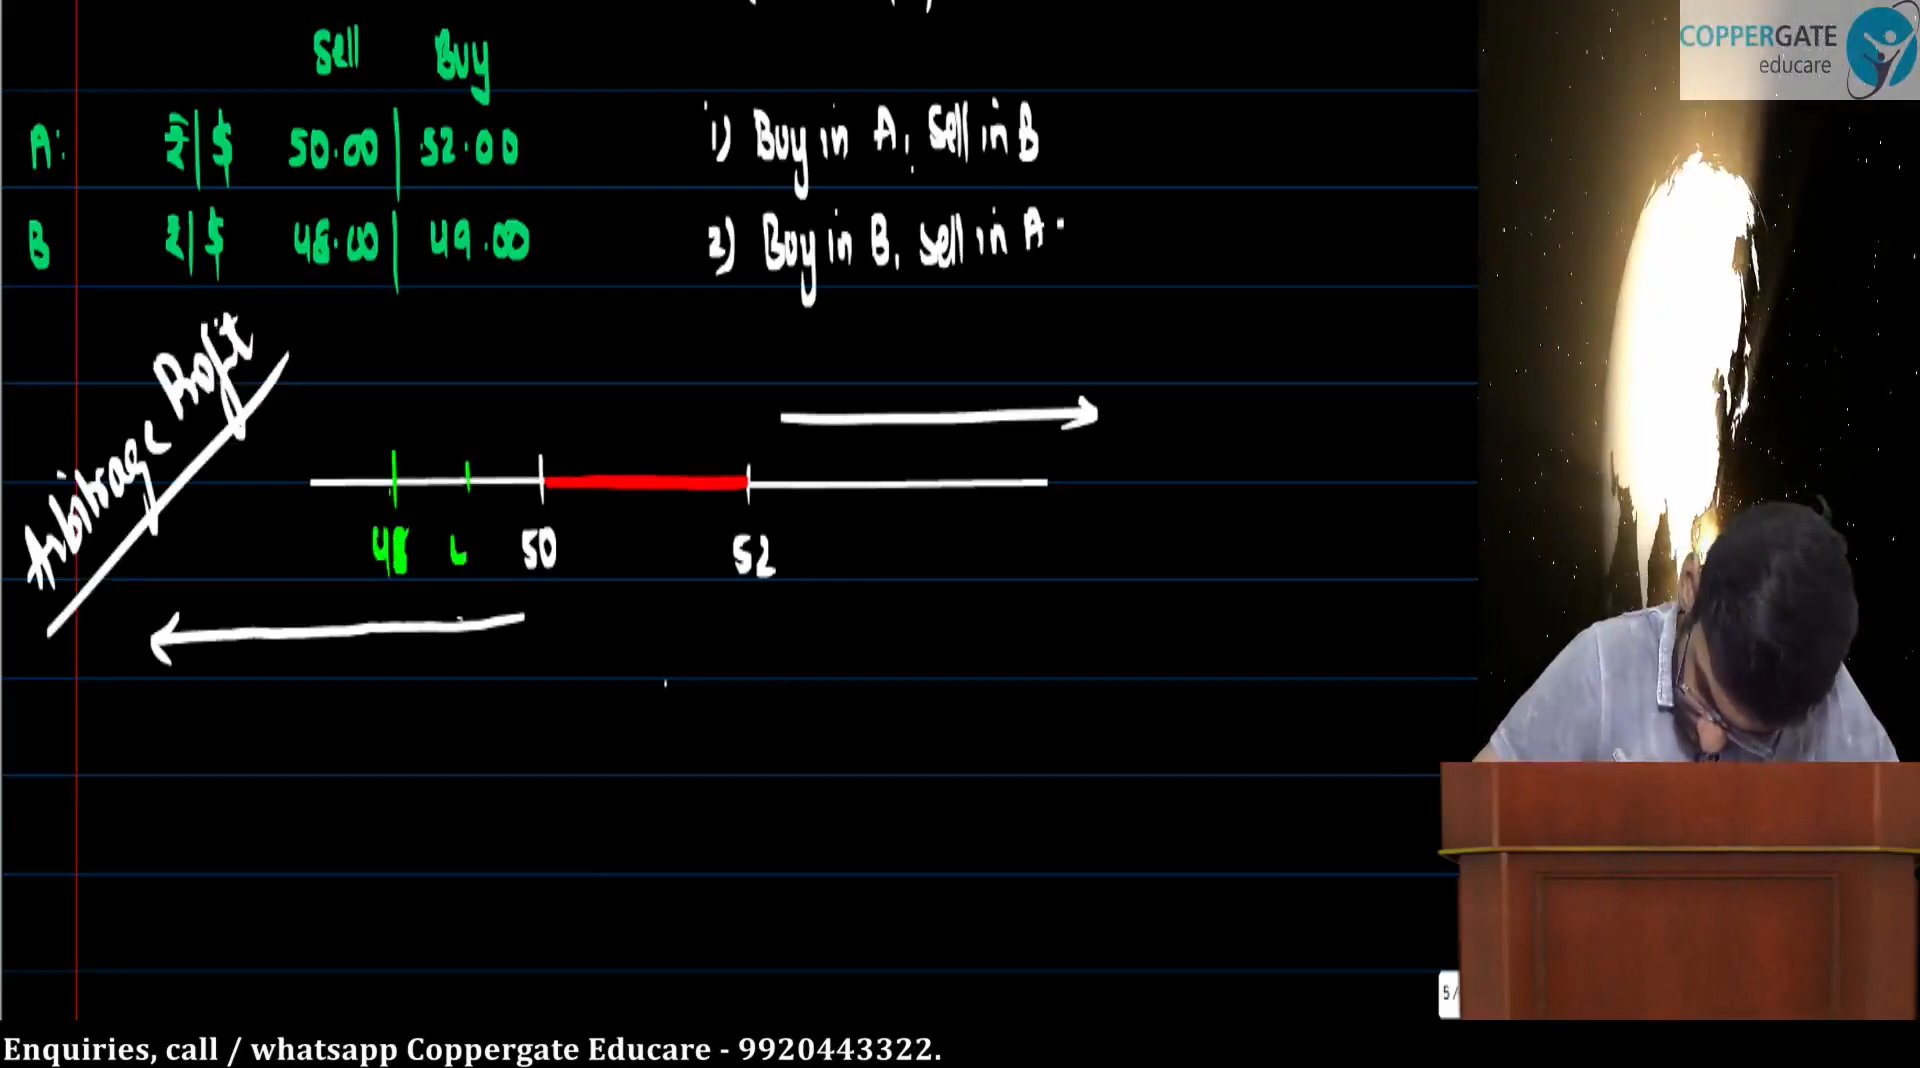 COPPERGATE
educare
Sell Buy
A: ₹|$ 50.00 | 52.00
B ₹|$ 48.00 | 49.00
1) Buy in A, Sell in B
2) Buy in B, Sell in A.
Arbitrage Profit
48 50 52
5/
Enquiries, call / whatsapp Coppergate Educare - 9920443322.